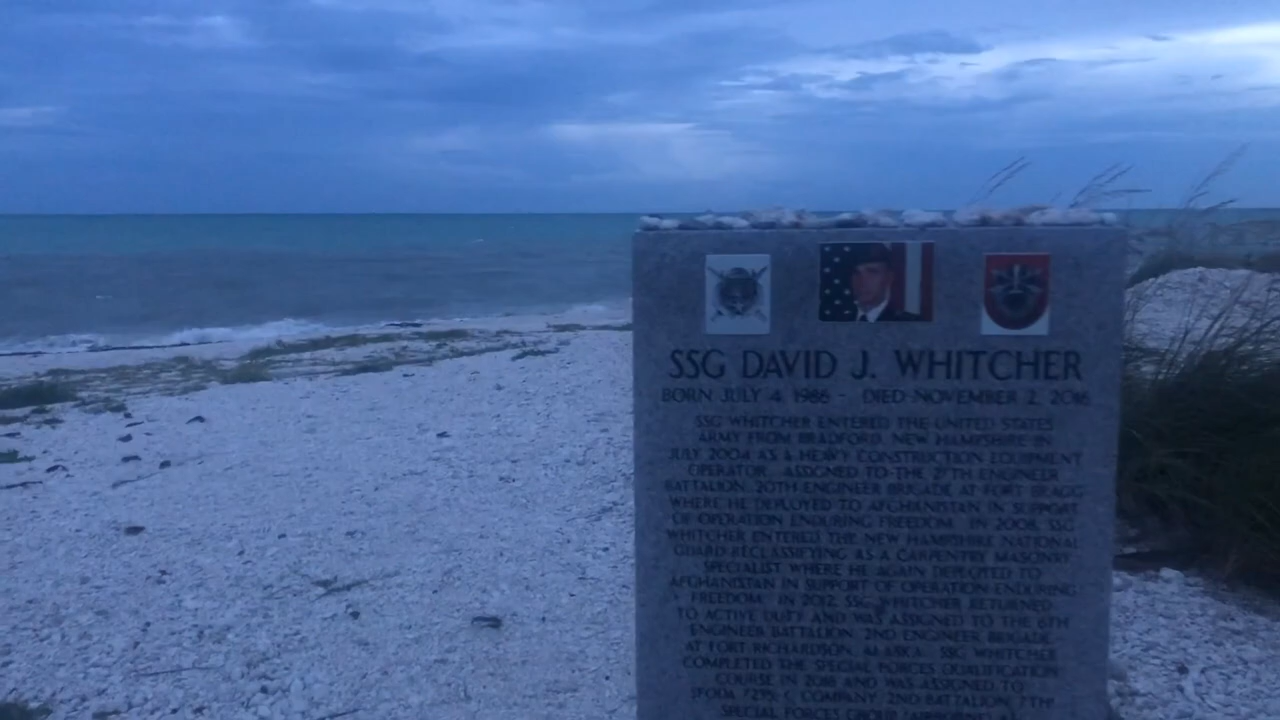 SSG DAVID J. WHITCHER
BORN JULY 4, 1986 - DIED NOVEMBER 2, 2016
SSG WHITCHER ENTERED THE UNITED STATES
ARMY FROM BRADFORD, NEW HAMPSHIRE IN
JULY 2004 AS A HEAVY CONSTRUCTION EQUIPMENT
OPERATOR. ASSIGNED TO THE 27TH ENGINEER
BATTALION, 20TH ENGINEER BRIGADE AT FORT BRAGG
WHERE HE DEPLOYED TO AFGHANISTAN IN SUPPORT
OF OPERATION ENDURING FREEDOM. IN 2008, SSG
WHITCHER ENTERED THE NEW HAMPSHIRE NATIONAL
GUARD RECLASSIFYING AS A CARPENTRY MASONRY
SPECIALIST WHERE HE AGAIN DEPLOYED TO
AFGHANISTAN IN SUPPORT OF OPERATION ENDURING
FREEDOM. IN 2012, SSG WHITCHER RETURNED
TO ACTIVE DUTY AND WAS ASSIGNED TO THE 6TH
ENGINEER BATTALION, 2ND ENGINEER BRIGADE
AT FORT RICHARDSON, ALASKA. SSG WHITCHER
COMPLETED THE SPECIAL FORCES QUALIFICATION
COURSE IN 2016 AND WAS ASSIGNED TO
SFODA C COMPANY, 2ND BATTALION, 7TH
SPECIAL FORCES GROUP (AIRBORNE)